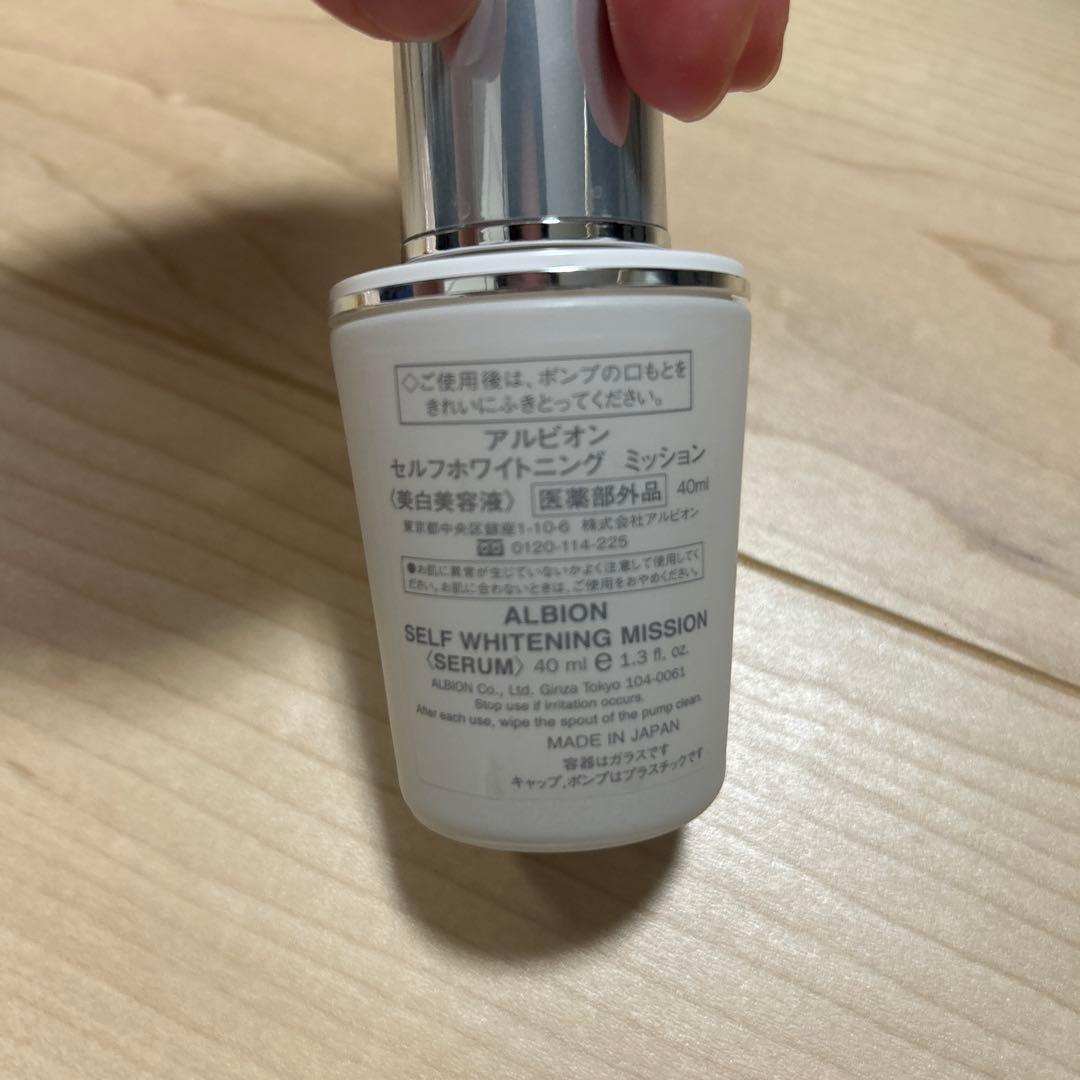 ◇ご使用後は、ポンプの口もとを
きれいにふきとってください。
アルビオン
セルフホワイトニング ミッション
〈美白美容液〉 医薬部外品 40ml
東京都中央区銀座1-10-6 株式会社アルビオン
0120-114-225
●お肌に異常が生じていないかよく注意して使用してく
ださい。お肌に合わないときは、ご使用をおやめください。
ALBION
SELF WHITENING MISSION
〈SERUM〉 40 ml e 1.3 fl. oz.
ALBION Co., Ltd. Ginza Tokyo 104-0061
Stop use if irritation occurs.
After each use, wipe the spout of the pump clean.
MADE IN JAPAN
容器はガラスです
キャップ,ポンプはプラスチックです